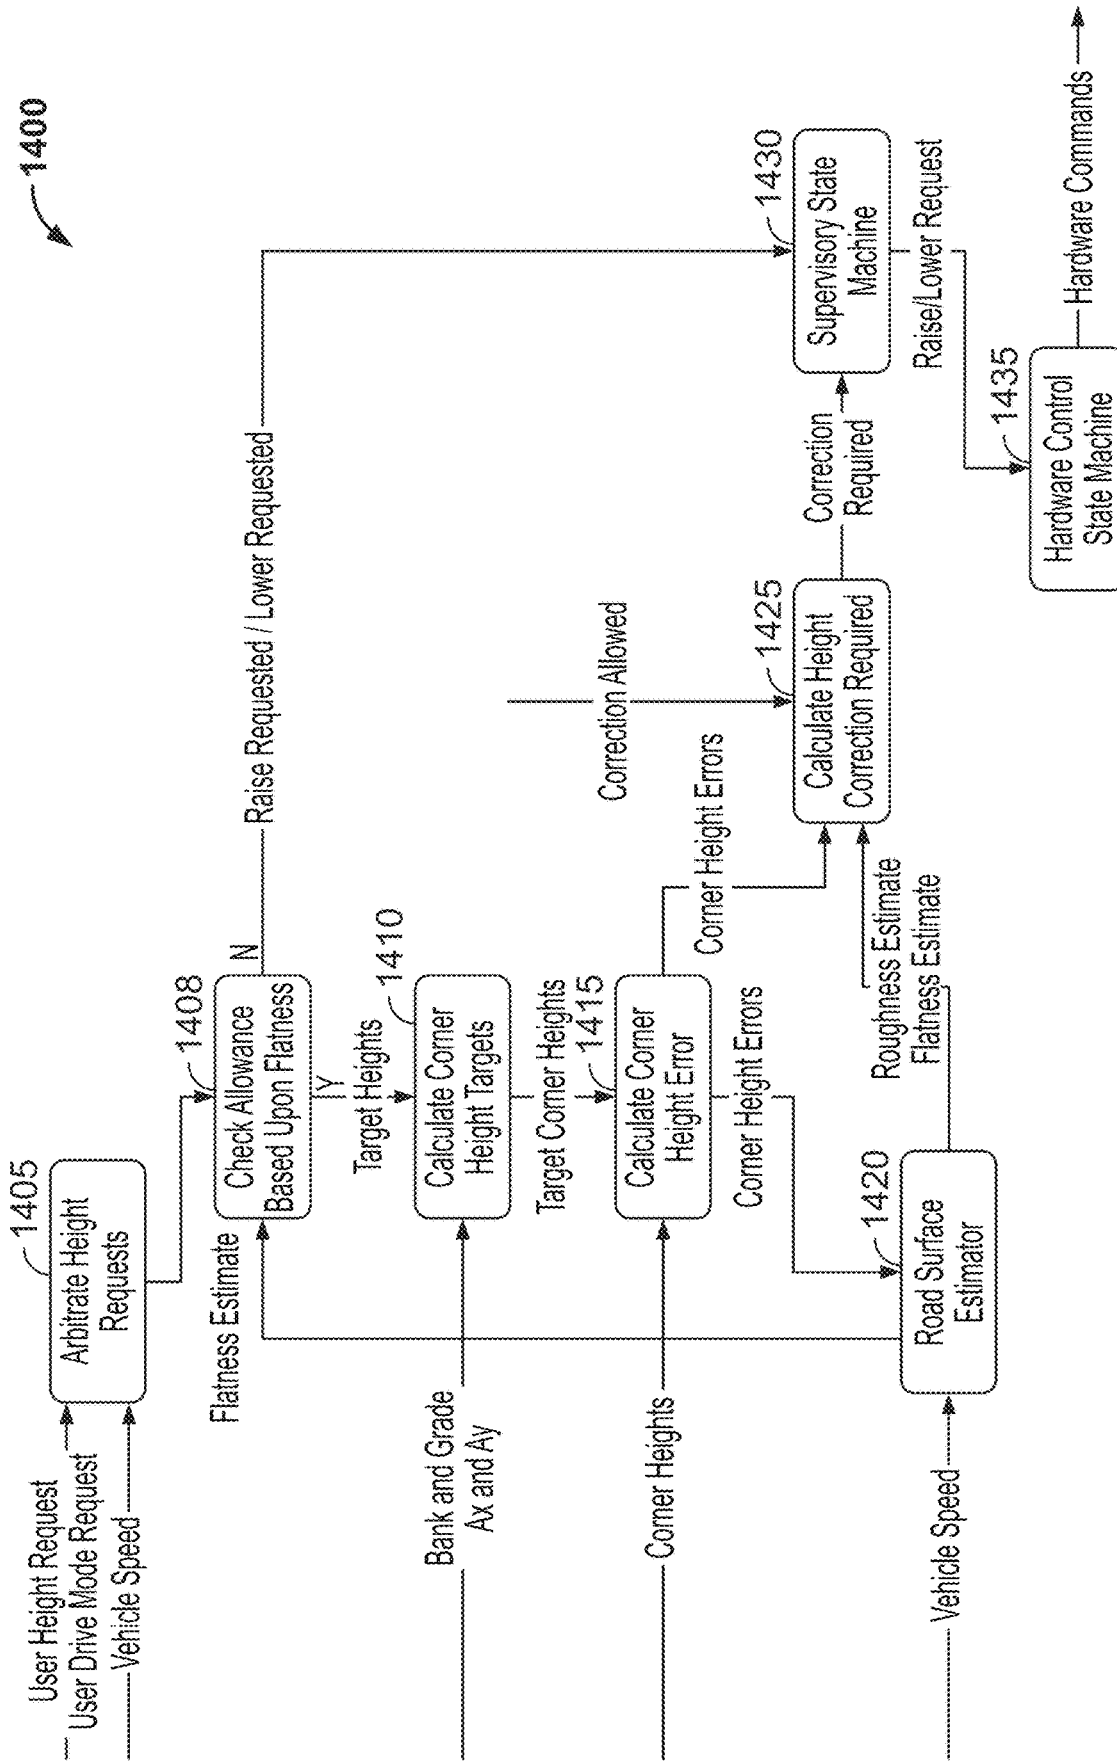 1400
User Height Request
User Drive Mode Request
Vehicle Speed
1405
Arbitrate Height
Requests
Flatness Estimate
1408
Check Allowance
Based Upon Flatness
N
Raise Requested / Lower Requested
Y
Target Heights
Bank and Grade
Ax and Ay
1410
Calculate Corner
Height Targets
Target Corner Heights
Corner Heights
1415
Calculate Corner
Height Error
Corner Height Errors
Corner Height Errors
Correction Allowed
Vehicle Speed
1420
Road Surface
Estimator
Roughness Estimate
Flatness Estimate
1425
Calculate Height
Correction Required
Correction
Required
1430
Supervisory State
Machine
Raise/Lower Request
1435
Hardware Control
State Machine
Hardware Commands